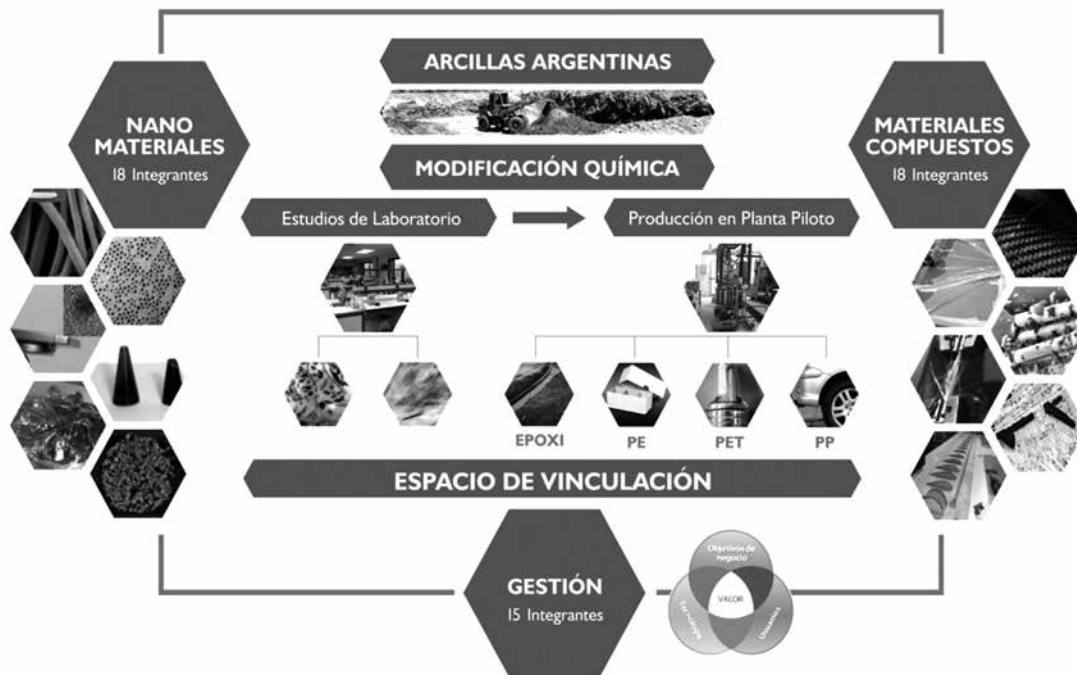 ARCILLAS ARGENTINAS
NANO
MATERIALES
18 Integrantes
MATERIALES
COMPUESTOS
18 Integrantes
MODIFICACIÓN QUÍMICA
Estudios de Laboratorio
Producción en Planta Piloto
EPOXI
PE
PET
PP
ESPACIO DE VINCULACIÓN
GESTIÓN
15 Integrantes
Objetivos de
negocio
VALOR
Tecnología
Usuarios